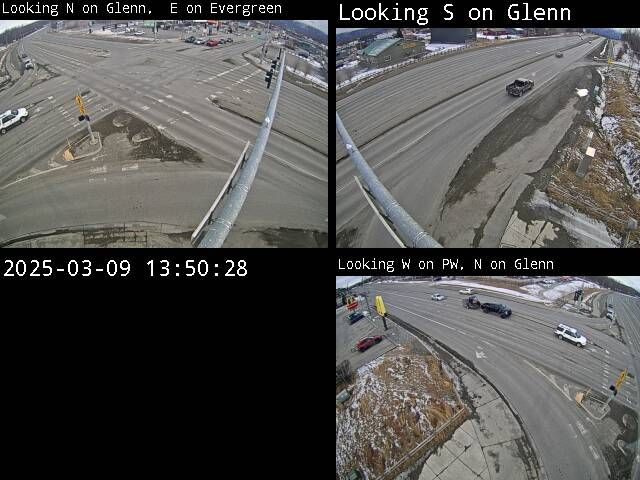 Looking N on Glenn,  E on Evergreen
Looking S on Glenn
2025-03-09 13:50:28
Looking W on PW, N on Glenn